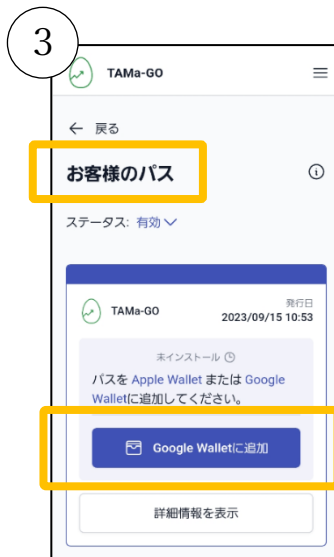 3
TAMa-GO
← 戻る
お客様のパス
ステータス: 有効
TAMa-GO
発行日
2023/09/15 10:53
未インストール
パスを Apple Wallet または Google
Walletに追加してください。
Google Walletに追加
詳細情報を表示